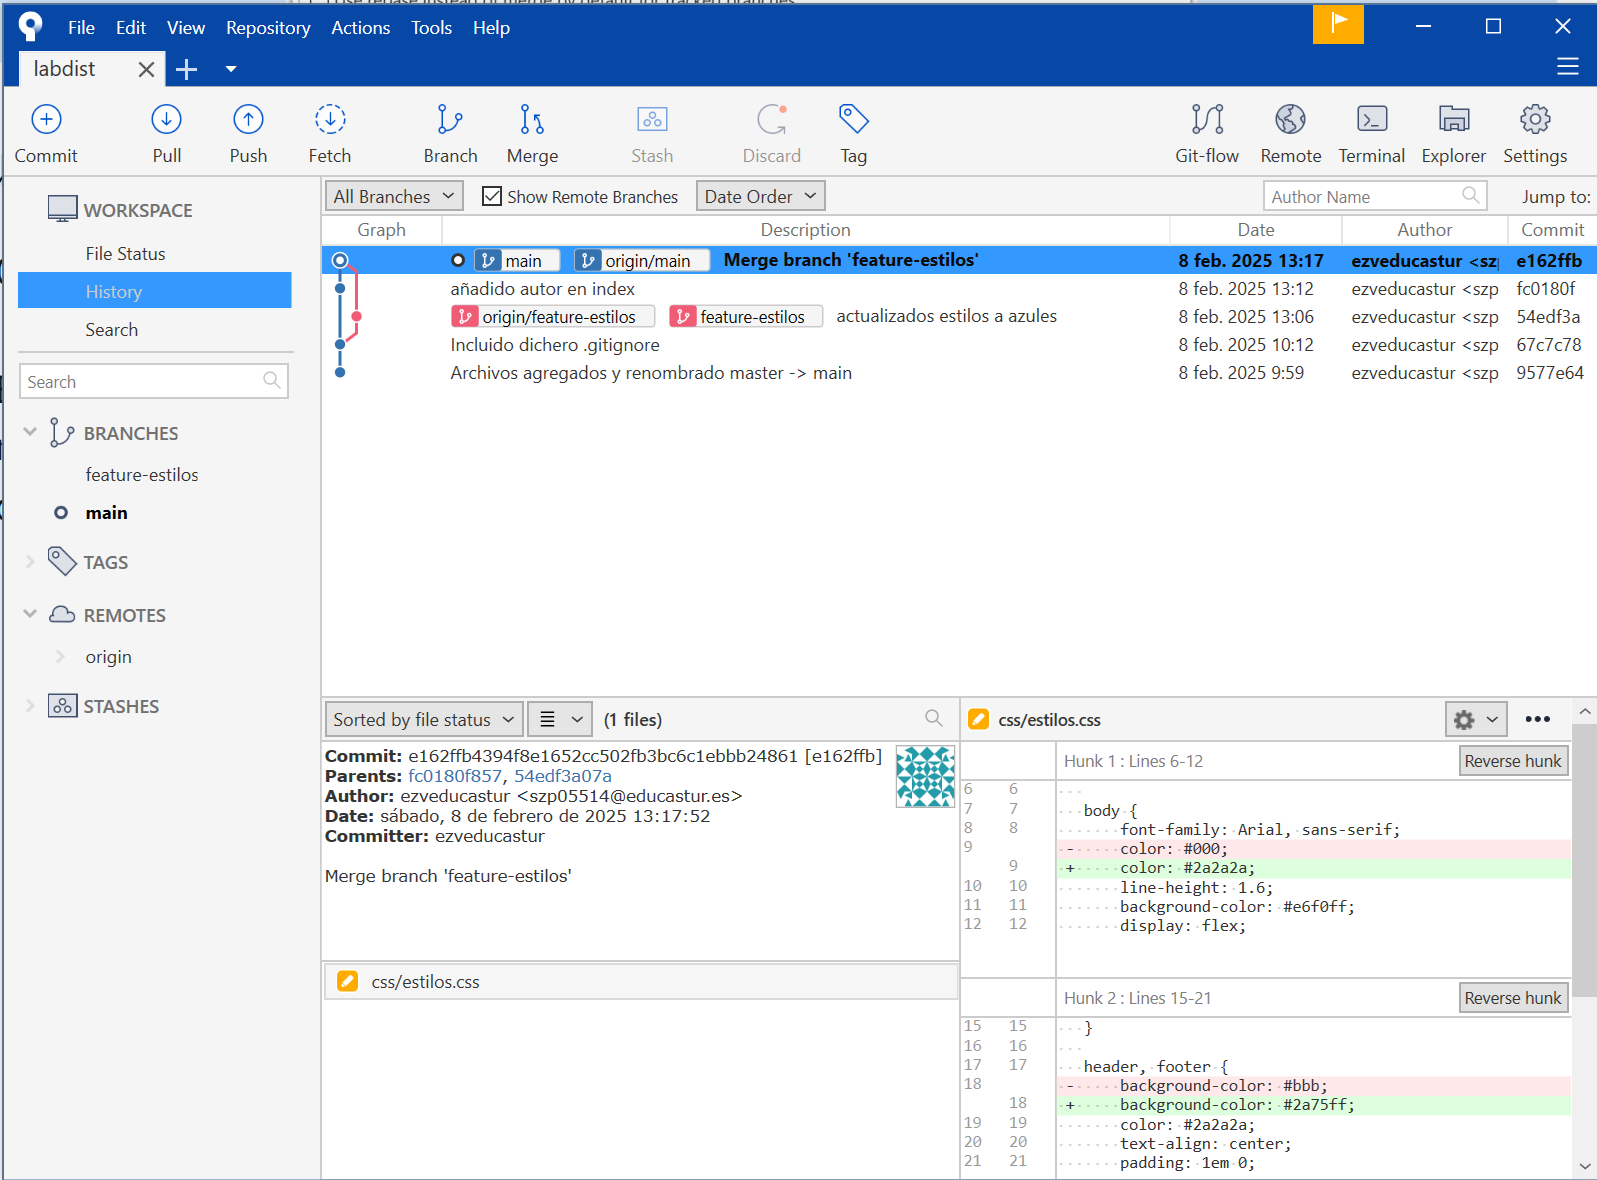 File Edit View Repository Actions Tools Help
labdist
Commit Pull Push Fetch Branch Merge Stash Discard Tag Git-flow Remote Terminal Explorer Settings
WORKSPACE
File Status
History
Search
Search
BRANCHES
feature-estilos
main
TAGS
REMOTES
origin
STASHES
All Branches Show Remote Branches Date Order Author Name Jump to:
Graph Description Date Author Commit
main origin/main Merge branch 'feature-estilos' 8 feb. 2025 13:17 ezveducastur <sz e162ffb
añadido autor en index 8 feb. 2025 13:12 ezveducastur <szp fc0180f
origin/feature-estilos feature-estilos actualizados estilos a azules 8 feb. 2025 13:06 ezveducastur <szp 54edf3a
Incluido dichero .gitignore 8 feb. 2025 10:12 ezveducastur <szp 67c7c78
Archivos agregados y renombrado master -> main 8 feb. 2025 9:59 ezveducastur <szp 9577e64
Sorted by file status (1 files)
Commit: e162ffb4394f8e1652cc502fb3bc6c1ebbb24861 [e162ffb]
Parents: fc0180f857, 54edf3a07a
Author: ezveducastur <szp05514@educastur.es>
Date: sábado, 8 de febrero de 2025 13:17:52
Committer: ezveducastur
Merge branch 'feature-estilos'
css/estilos.css
css/estilos.css
Hunk 1 : Lines 6-12 Reverse hunk
6 6
7 7 body {
8 8 font-family: Arial, sans-serif;
9 - color: #000;
9 + color: #2a2a2a;
10 10 line-height: 1.6;
11 11 background-color: #e6f0ff;
12 12 display: flex;
Hunk 2 : Lines 15-21 Reverse hunk
15 15 }
16 16
17 17 header, footer {
18 - background-color: #bbb;
18 + background-color: #2a75ff;
19 19 color: #2a2a2a;
20 20 text-align: center;
21 21 padding: 1em 0;